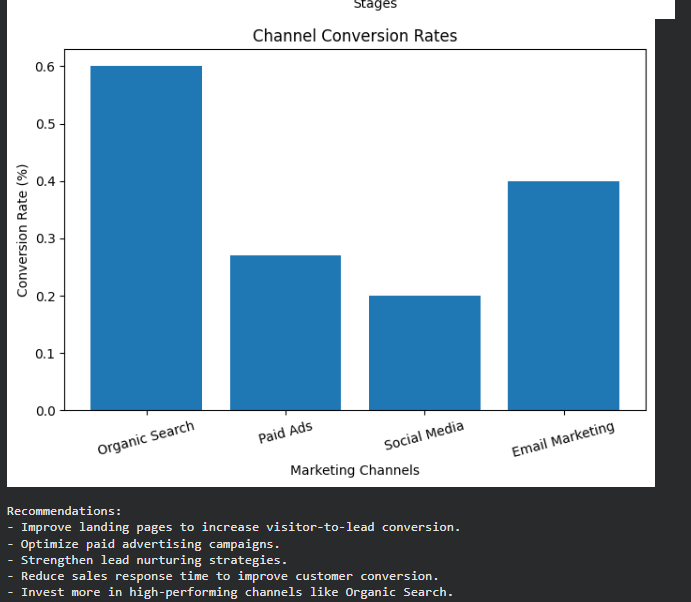 Stages
Channel Conversion Rates
Conversion Rate (%)
0.6
0.5
0.4
0.3
0.2
0.1
0.0
Organic Search
Paid Ads
Social Media
Email Marketing
Marketing Channels
Recommendations:
- Improve landing pages to increase visitor-to-lead conversion.
- Optimize paid advertising campaigns.
- Strengthen lead nurturing strategies.
- Reduce sales response time to improve customer conversion.
- Invest more in high-performing channels like Organic Search.